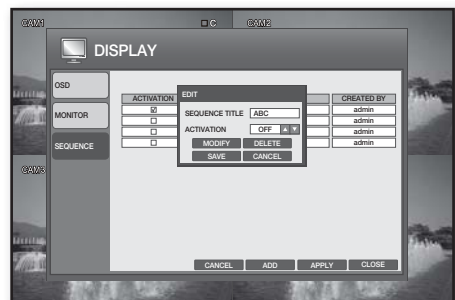 CAM1
C
CAM2
DISPLAY
OSD
MONITOR
SEQUENCE
ACTIVATION
CREATED BY
admin
admin
admin
admin
EDIT
SEQUENCE TITLE ABC
ACTIVATION OFF
MODIFY DELETE
SAVE CANCEL
CAM3
CANCEL ADD APPLY CLOSE